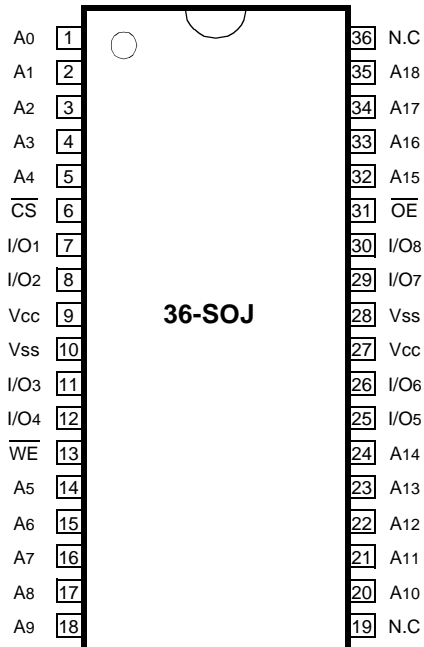 A0 1 36 N.C
A1 2 35 A18
A2 3 34 A17
A3 4 33 A16
A4 5 32 A15
CS 6 31 OE
I/O1 7 30 I/O8
I/O2 8 29 I/O7
Vcc 9 28 Vss
36-SOJ
Vss 10 27 Vcc
I/O3 11 26 I/O6
I/O4 12 25 I/O5
WE 13 24 A14
A5 14 23 A13
A6 15 22 A12
A7 16 21 A11
A8 17 20 A10
A9 18 19 N.C